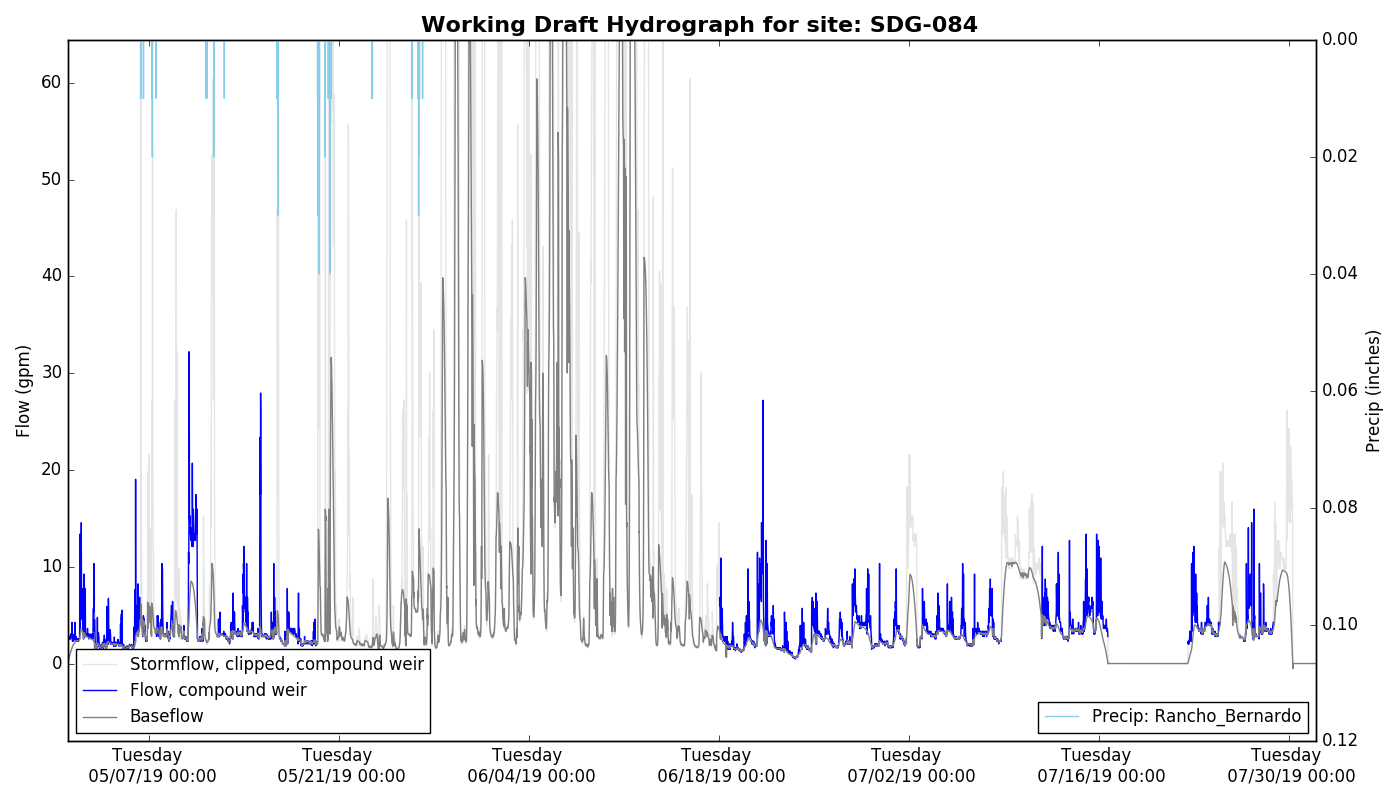 Working Draft Hydrograph for site: SDG-084
Flow (gpm)
60
50
40
30
20
10
0
0.00
0.02
0.04
0.06
0.08
0.10
0.12
Precip (inches)
Stormflow, clipped, compound weir
Flow, compound weir
Baseflow
Precip: Rancho_Bernardo
Tuesday
05/07/19 00:00
Tuesday
05/21/19 00:00
Tuesday
06/04/19 00:00
Tuesday
06/18/19 00:00
Tuesday
07/02/19 00:00
Tuesday
07/16/19 00:00
Tuesday
07/30/19 00:00